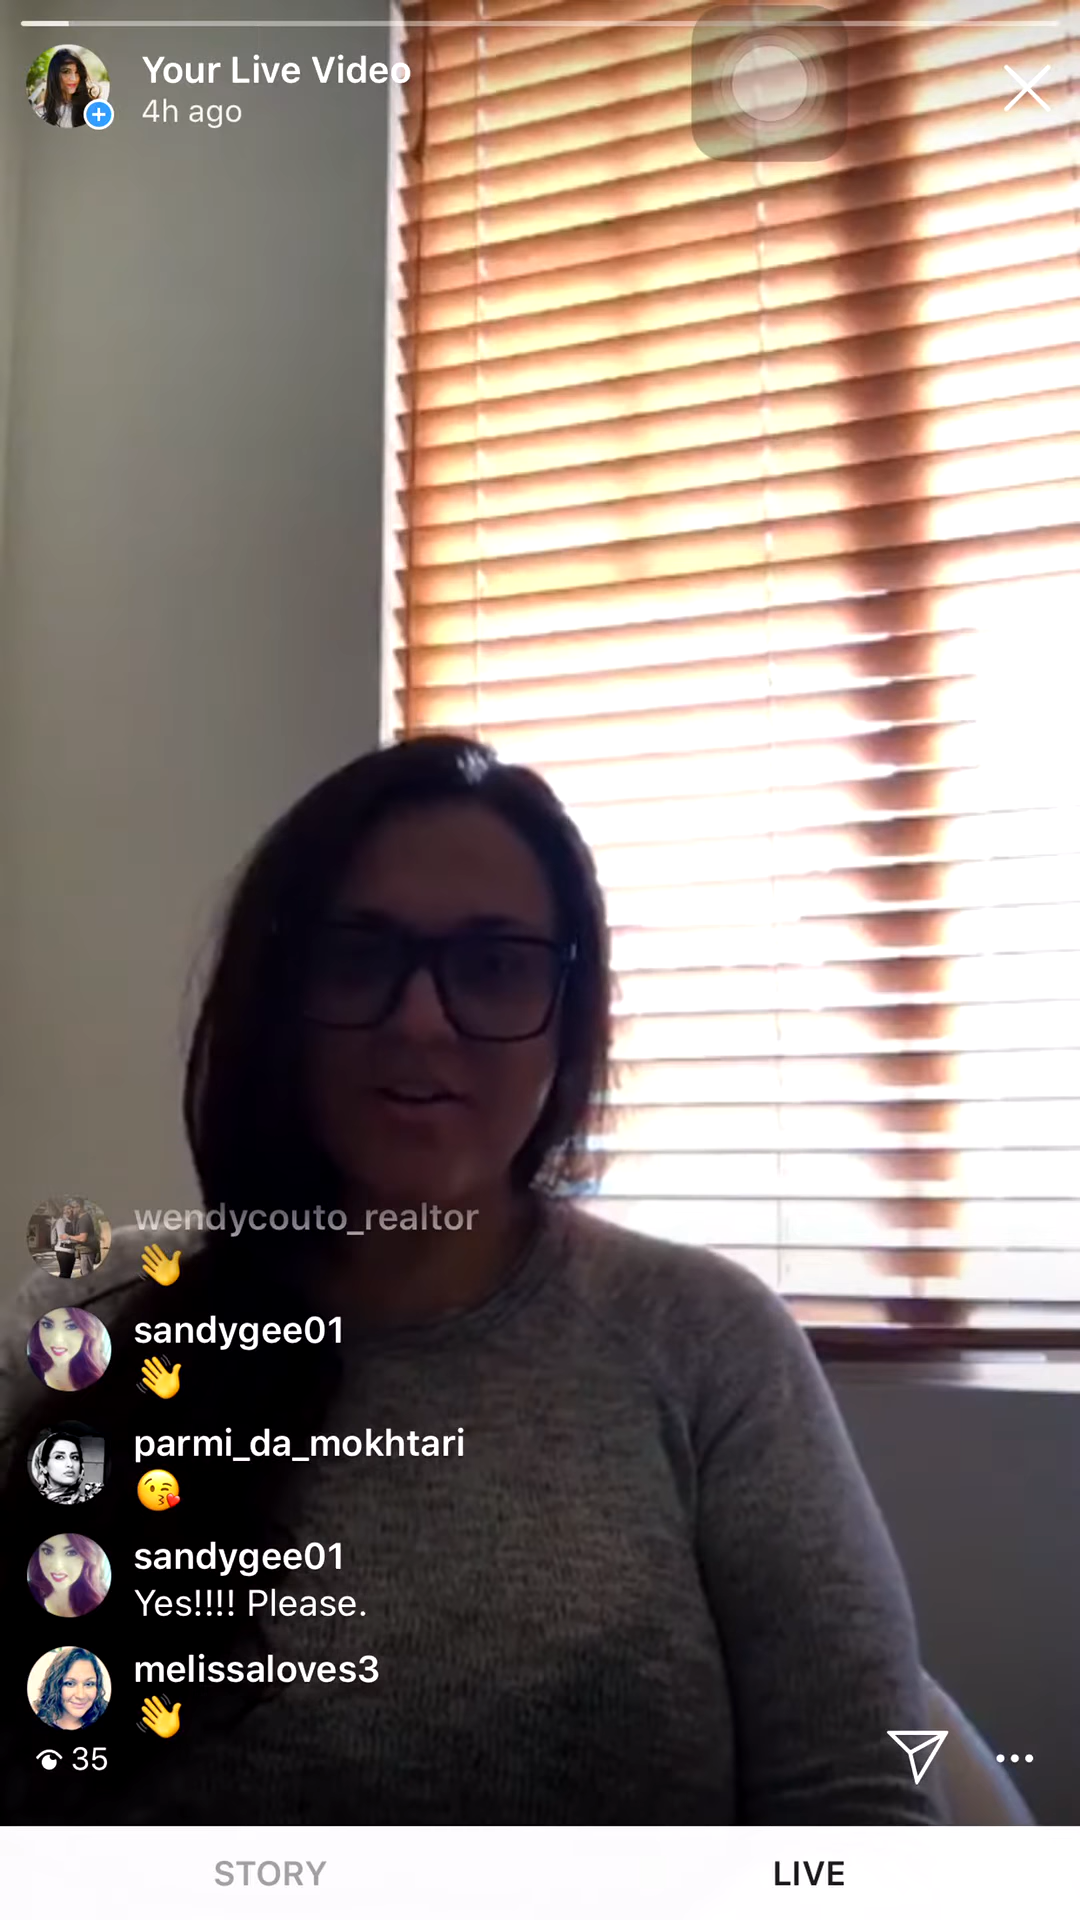 Your Live Video
4h ago
wendycouto_realtor
👋
sandygee01
👋
parmi_da_mokhtari
😘
sandygee01
Yes!!!! Please.
melissaloves3
👋
35
STORY
LIVE